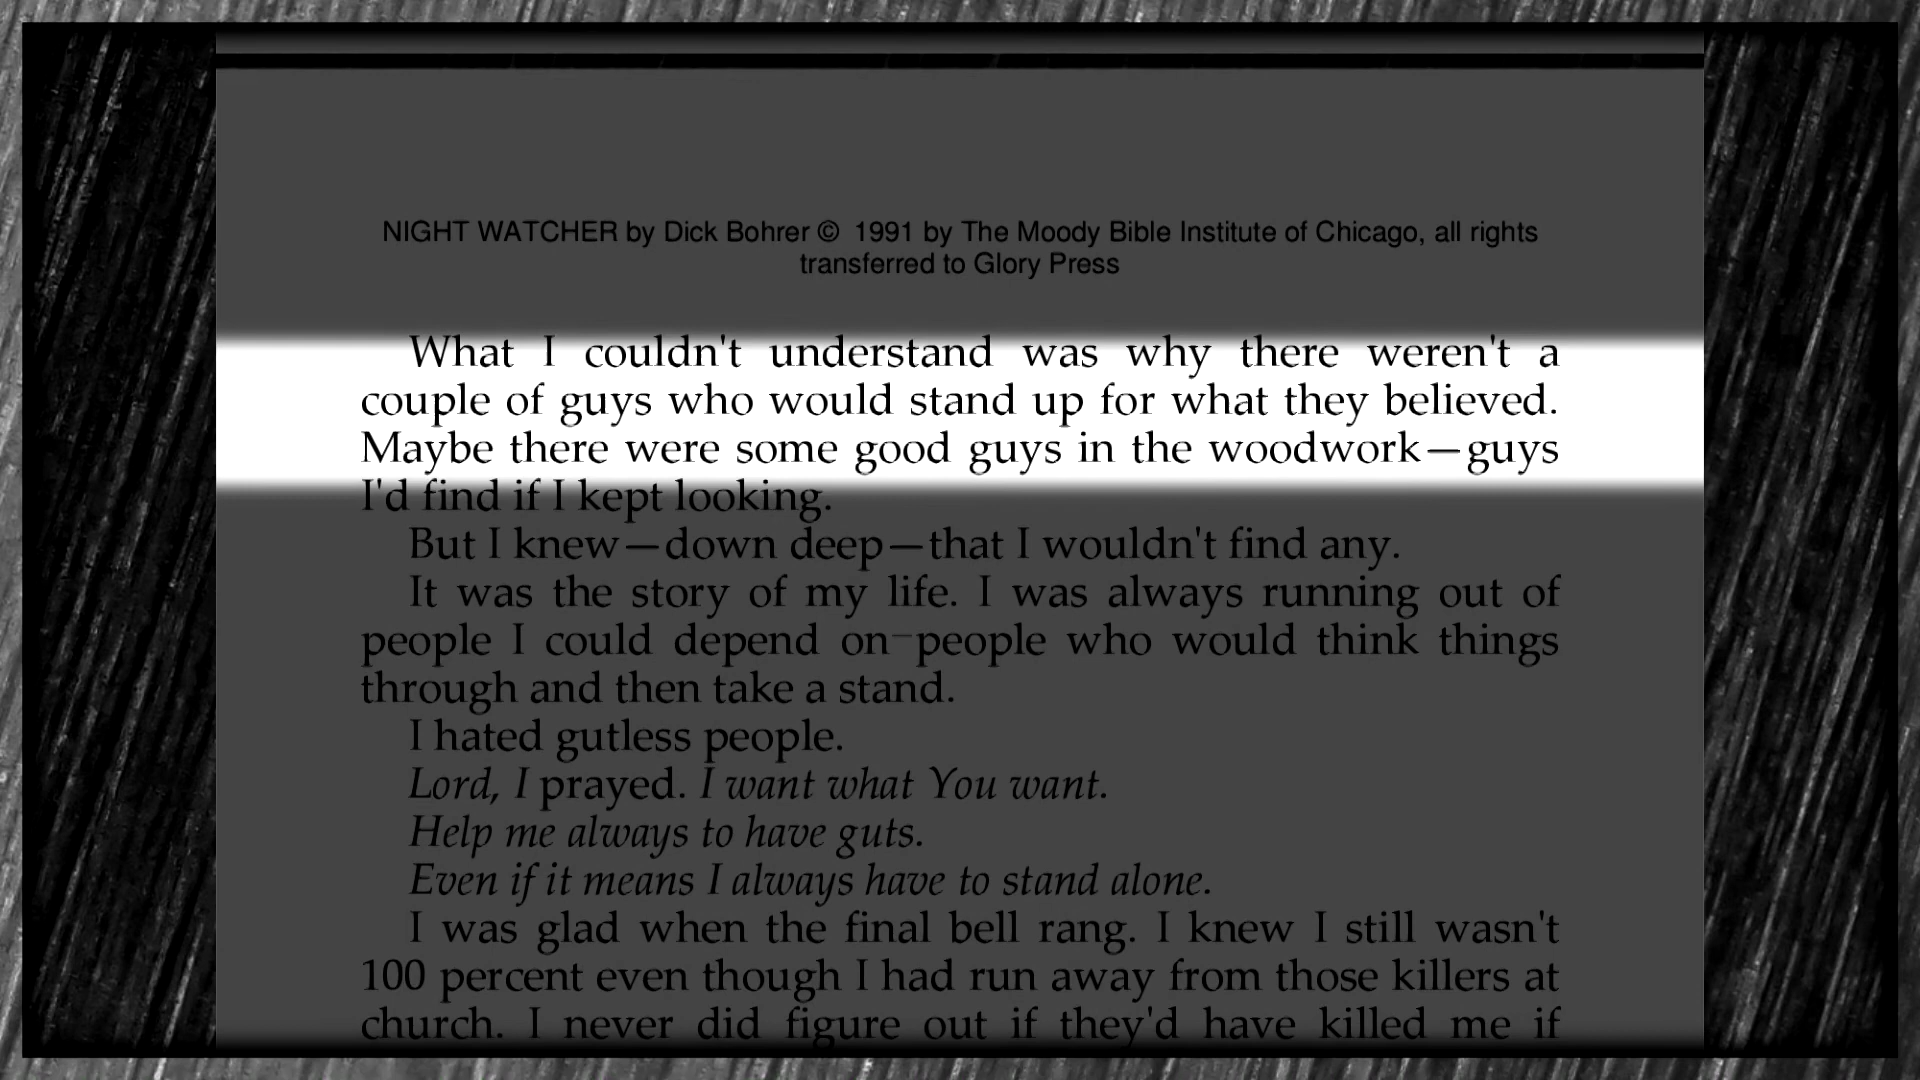 NIGHT WATCHER by Dick Bohrer © 1991 by The Moody Bible Institute of Chicago, all rights
transferred to Glory Press
What I couldn't understand was why there weren't a
couple of guys who would stand up for what they believed.
Maybe there were some good guys in the woodwork—guys
I'd find if I kept looking.
But I knew—down deep—that I wouldn't find any.
It was the story of my life. I was always running out of
people I could depend on–people who would think things
through and then take a stand.
I hated gutless people.
Lord, I prayed. I want what You want.
Help me always to have guts.
Even if it means I always have to stand alone.
I was glad when the final bell rang. I knew I still wasn't
100 percent even though I had run away from those killers at
church. I never did figure out if they'd have killed me if